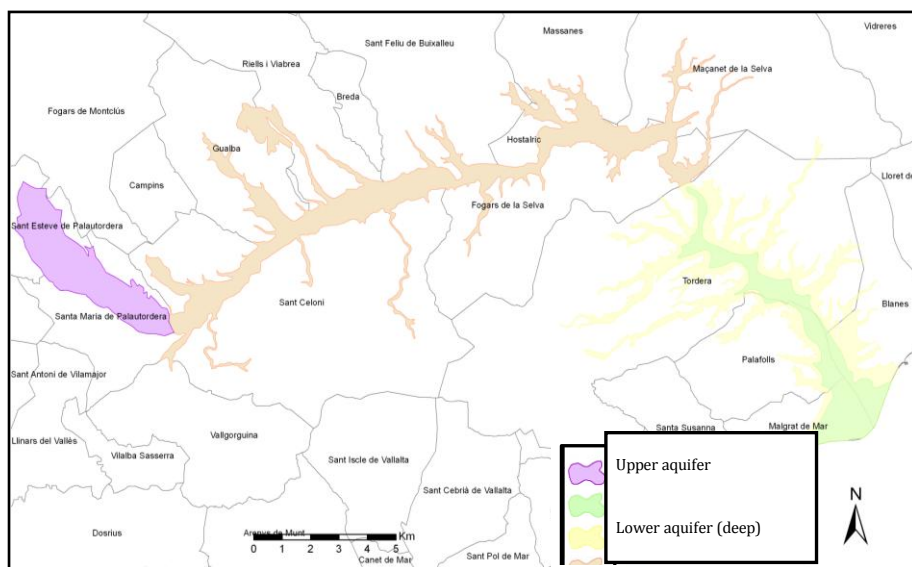 Massanes
Vidreres
Sant Feliu de Buixalleu
Riells i Viabrea
Maçanet de la Selva
Breda
Fogars de Montclús
Hostalric
Gualba
Campins
Lloret de
Fogars de la Selva
Sant Esteve de Palautordera
Tordera
Sant Celoni
Blanes
Santa Maria de Palautordera
Palafolls
Sant Antoni de Vilamajor
Santa Susanna
Malgrat de Mar
Vallgorguina
Llinars del Vallès
Vilalba Sasserra
Sant Iscle de Vallalta
Sant Cebrià de Vallalta
Upper aquifer
Lower aquifer (deep)
N
Dosrius
Arenys de Munt
Km
0 1 2 3 4 5
Canet de Mar
Sant Pol de Mar